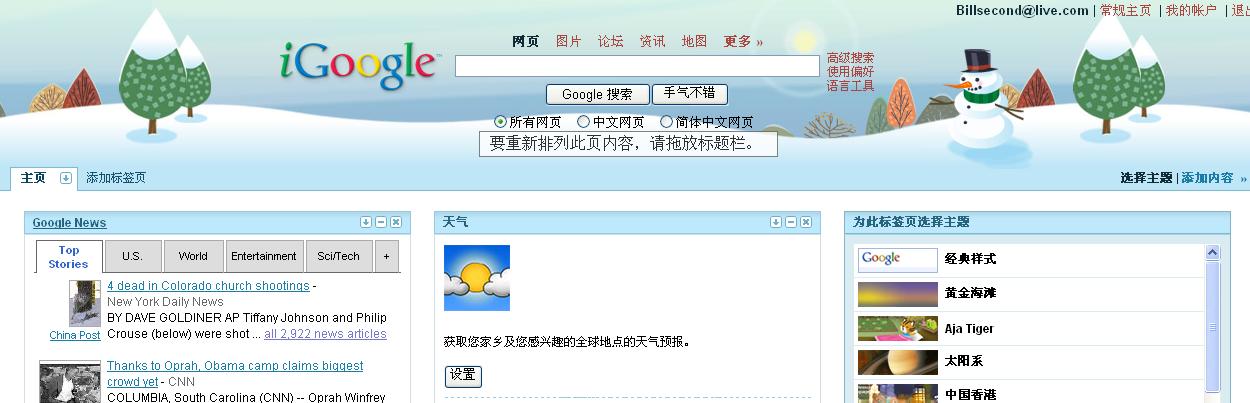 Billsecond@live.com | 常规主页 | 我的帐户 |
iGoogle™
网页 图片 论坛 资讯 地图 更多 »
高级搜索
使用偏好
语言工具
Google 搜索 手气不错
所有网页 中文网页 简体中文网页
要重新排列此页内容，请拖放标题栏。
主页 添加标签页
选择主题 | 添加内容 »
Google News
Top Stories U.S. World Entertainment Sci/Tech +
China Post
4 dead in Colorado church shootings -
New York Daily News
BY DAVE GOLDINER AP Tiffany Johnson and Philip
Crouse (below) were shot ... all 2,922 news articles
Thanks to Oprah, Obama camp claims biggest
crowd yet - CNN
COLUMBIA, South Carolina (CNN) -- Oprah Winfrey
天气
获取您家乡及您感兴趣的全球地点的天气预报。
设置
为此标签页选择主题
Google 经典样式
黄金海滩
Aja Tiger
太阳系
中国香港